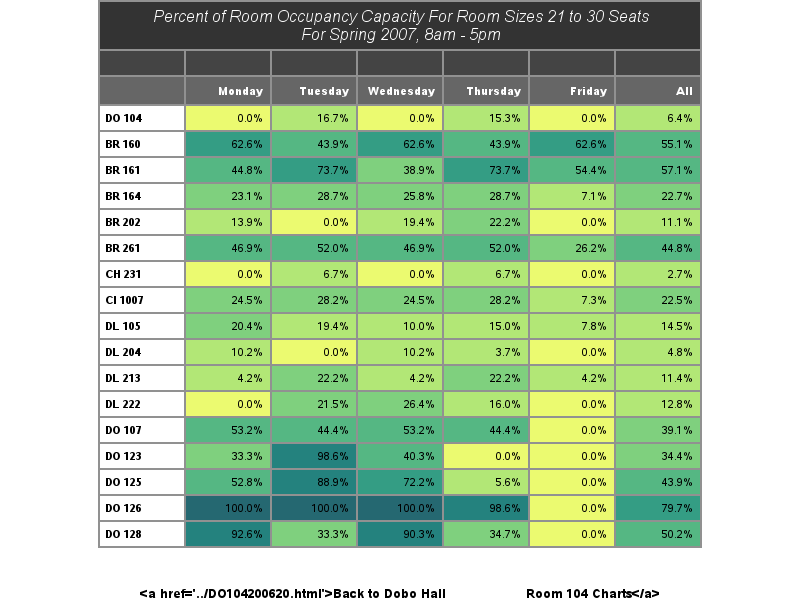 Percent of Room Occupancy Capacity For Room Sizes 21 to 30 Seats
For Spring 2007, 8am - 5pm
Monday Tuesday Wednesday Thursday Friday All
DO 104 0.0% 16.7% 0.0% 15.3% 0.0% 6.4%
BR 160 62.6% 43.9% 62.6% 43.9% 62.6% 55.1%
BR 161 44.8% 73.7% 38.9% 73.7% 54.4% 57.1%
BR 164 23.1% 28.7% 25.8% 28.7% 7.1% 22.7%
BR 202 13.9% 0.0% 19.4% 22.2% 0.0% 11.1%
BR 261 46.9% 52.0% 46.9% 52.0% 26.2% 44.8%
CH 231 0.0% 6.7% 0.0% 6.7% 0.0% 2.7%
CI 1007 24.5% 28.2% 24.5% 28.2% 7.3% 22.5%
DL 105 20.4% 19.4% 10.0% 15.0% 7.8% 14.5%
DL 204 10.2% 0.0% 10.2% 3.7% 0.0% 4.8%
DL 213 4.2% 22.2% 4.2% 22.2% 4.2% 11.4%
DL 222 0.0% 21.5% 26.4% 16.0% 0.0% 12.8%
DO 107 53.2% 44.4% 53.2% 44.4% 0.0% 39.1%
DO 123 33.3% 98.6% 40.3% 0.0% 0.0% 34.4%
DO 125 52.8% 88.9% 72.2% 5.6% 0.0% 43.9%
DO 126 100.0% 100.0% 100.0% 98.6% 0.0% 79.7%
DO 128 92.6% 33.3% 90.3% 34.7% 0.0% 50.2%
<a href='../DO104200620.html'>Back to Dobo Hall Room 104 Charts</a>